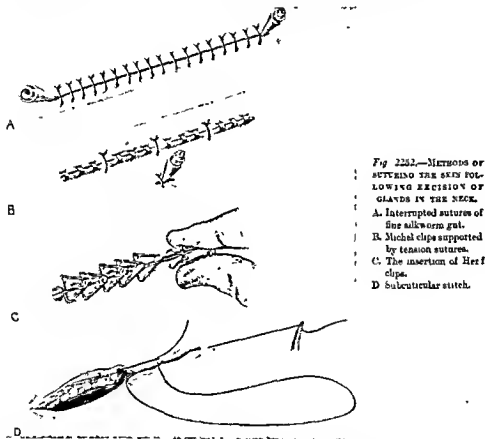 A
B
C
D
Fig 2252.—METHODS OF
SUTURING THE SKIN FOL-
LOWING EXCISION OF
GLANDS IN THE NECK.
A. Interrupted sutures of
fine silkworm gut.
B. Michel clips supported
by tension sutures.
C. The insertion of Herf
clips.
D Subcuticular stitch.